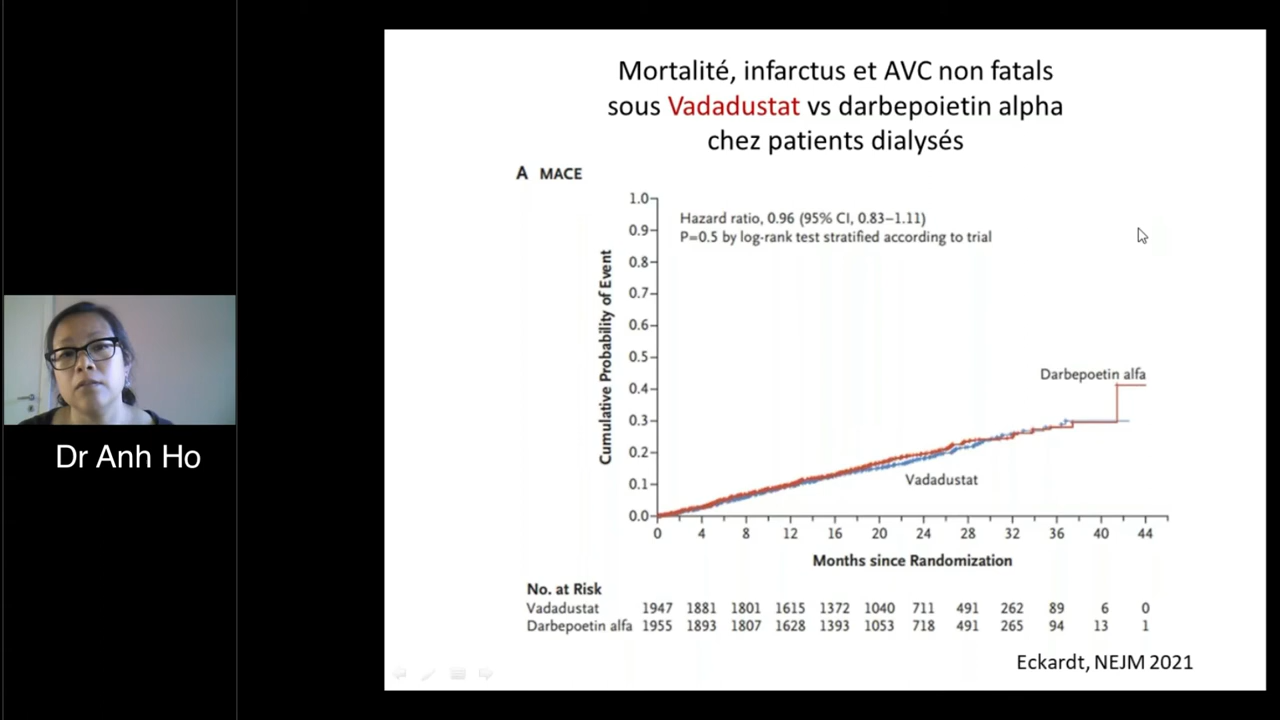 Mortalité, infarctus et AVC non fatals
sous Vadadustat vs darbepoietin alpha
chez patients dialysés
A MACE
1.0
0.9
0.8
0.7
0.6
0.5
0.4
0.3
0.2
0.1
0.0
Cumulative Probability of Event
Hazard ratio, 0.96 (95% CI, 0.83–1.11)
P=0.5 by log-rank test stratified according to trial
Darbepoetin alfa
Vadadustat
0 4 8 12 16 20 24 28 32 36 40 44
Months since Randomization
No. at Risk
Vadadustat 1947 1881 1801 1615 1372 1040 711 491 262 89 6 0
Darbepoetin alfa 1955 1893 1807 1628 1393 1053 718 491 265 94 13 1
Eckardt, NEJM 2021
Dr Anh Ho